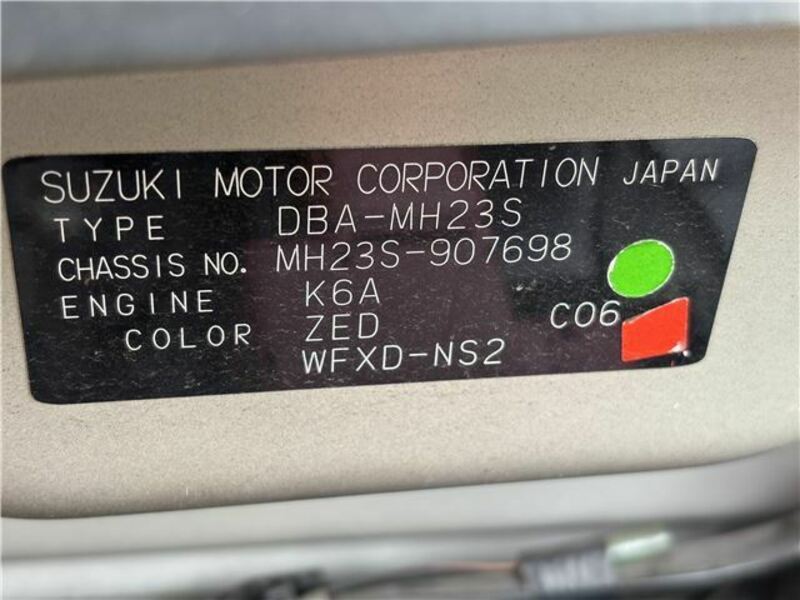 SUZUKI MOTOR CORPORATION JAPAN
TYPE DBA-MH23S
CHASSIS NO. MH23S-907698
ENGINE K6A
COLOR ZED C06
WFXD-NS2